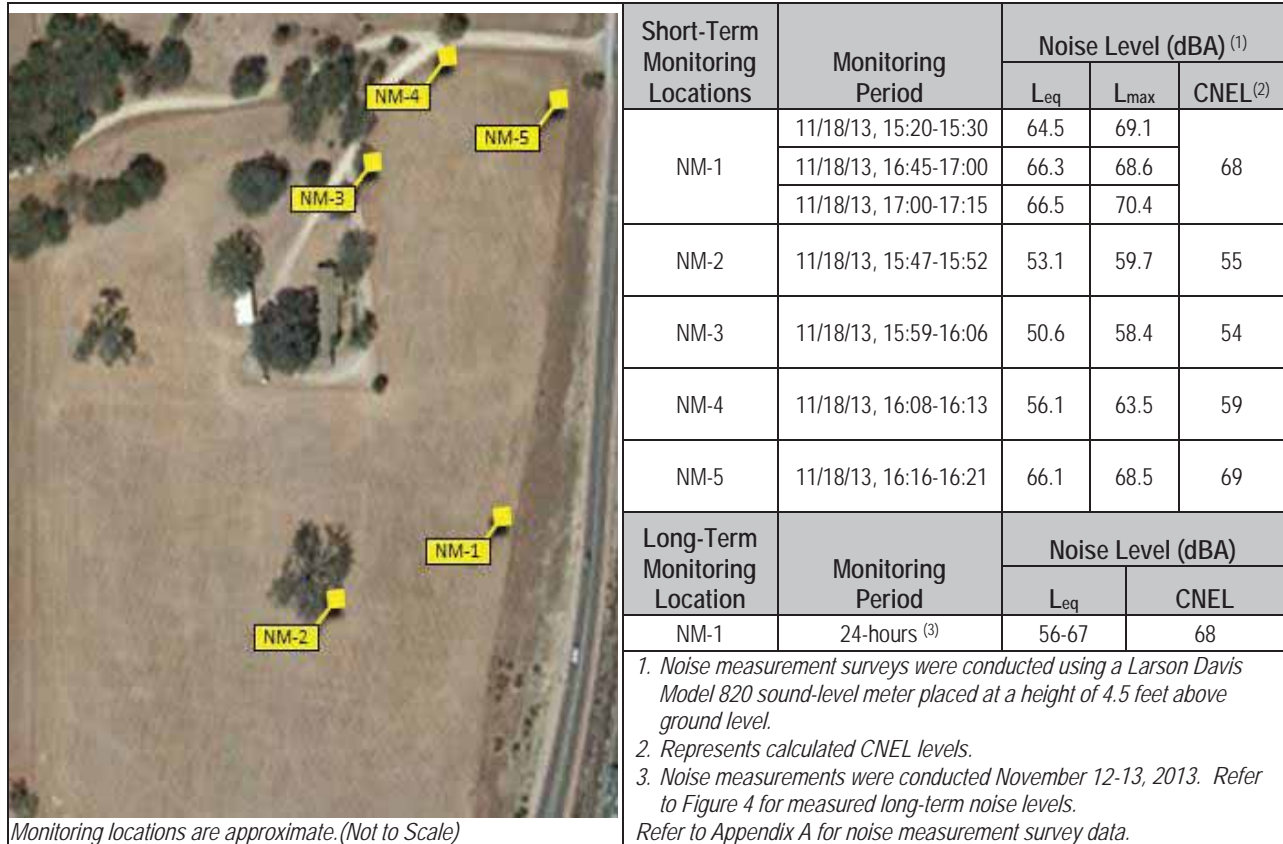 NM-4
NM-5
NM-3
NM-1
NM-2
Monitoring locations are approximate.(Not to Scale)
Short-Term Monitoring Locations
Monitoring Period
Noise Level (dBA) (1)
Leq Lmax CNEL(2)
NM-1
11/18/13, 15:20-15:30 64.5 69.1
11/18/13, 16:45-17:00 66.3 68.6 68
11/18/13, 17:00-17:15 66.5 70.4
NM-2 11/18/13, 15:47-15:52 53.1 59.7 55
NM-3 11/18/13, 15:59-16:06 50.6 58.4 54
NM-4 11/18/13, 16:08-16:13 56.1 63.5 59
NM-5 11/18/13, 16:16-16:21 66.1 68.5 69
Long-Term Monitoring Location
Monitoring Period
Noise Level (dBA)
Leq CNEL
NM-1 24-hours (3) 56-67 68
1. Noise measurement surveys were conducted using a Larson Davis
Model 820 sound-level meter placed at a height of 4.5 feet above
ground level.
2. Represents calculated CNEL levels.
3. Noise measurements were conducted November 12-13, 2013. Refer
to Figure 4 for measured long-term noise levels.
Refer to Appendix A for noise measurement survey data.